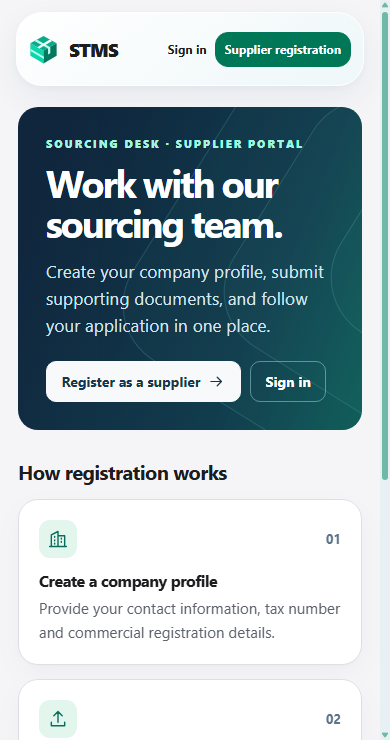 STMS
Sign in
Supplier registration
SOURCING DESK · SUPPLIER PORTAL
Work with our
sourcing team.
Create your company profile, submit
supporting documents, and follow
your application in one place.
Register as a supplier →
Sign in
How registration works
01
Create a company profile
Provide your contact information, tax number
and commercial registration details.
02